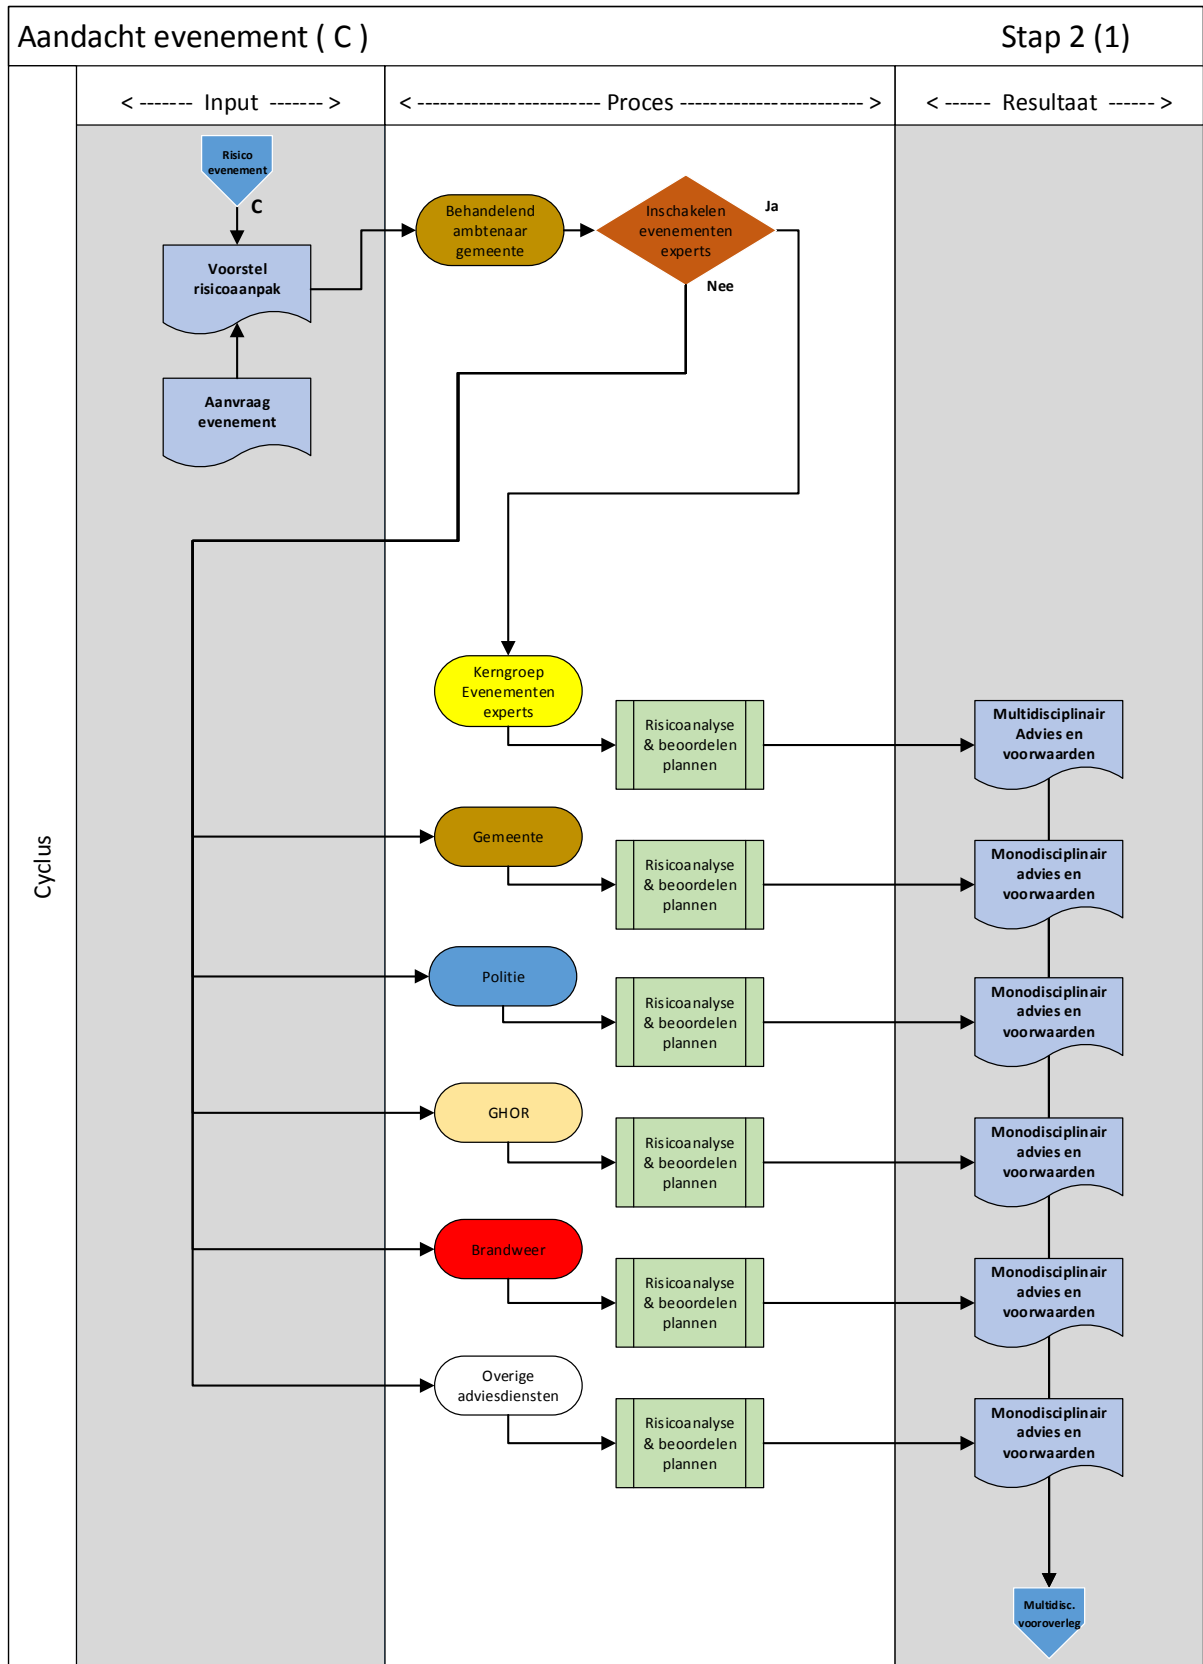 Aandacht evenement ( C )
Stap 2 (1)
< ------- Input ------- >
< ------------------------ Proces ------------------------ >
< ------ Resultaat ------ >
Cyclus
Risico
evenement
C
Voorstel
risicoaanpak
Aanvraag
evenement
Behandelend
ambtenaar
gemeente
Inschakelen
evenementen
experts
Ja
Nee
Kerngroep
Evenementen
experts
Risicoanalyse
& beoordelen
plannen
Multidisciplinair
Advies en
voorwaarden
Gemeente
Risicoanalyse
& beoordelen
plannen
Monodisciplinair
advies en
voorwaarden
Politie
Risicoanalyse
& beoordelen
plannen
Monodisciplinair
advies en
voorwaarden
GHOR
Risicoanalyse
& beoordelen
plannen
Monodisciplinair
advies en
voorwaarden
Brandweer
Risicoanalyse
& beoordelen
plannen
Monodisciplinair
advies en
voorwaarden
Overige
adviesdiensten
Risicoanalyse
& beoordelen
plannen
Monodisciplinair
advies en
voorwaarden
Multidisc.
vooroverleg